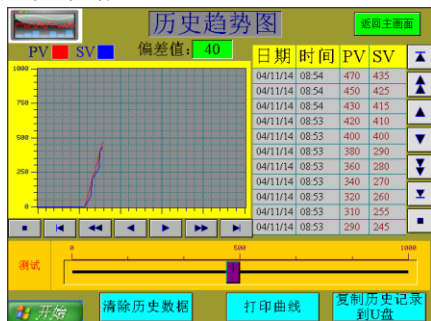 历史趋势图
返回主画面
PV SV 偏差值: 40
日期 时间 PV SV
04/11/14 08:54 470 435
04/11/14 08:54 450 425
04/11/14 08:54 430 415
04/11/14 08:53 420 410
04/11/14 08:53 400 400
04/11/14 08:53 380 290
04/11/14 08:53 360 280
04/11/14 08:53 340 270
04/11/14 08:53 320 260
04/11/14 08:53 310 255
04/11/14 08:53 290 245
1000
750
500
250
0
0 500 1000
测试
开始
清除历史数据
打印曲线
复制历史记录
到U盘